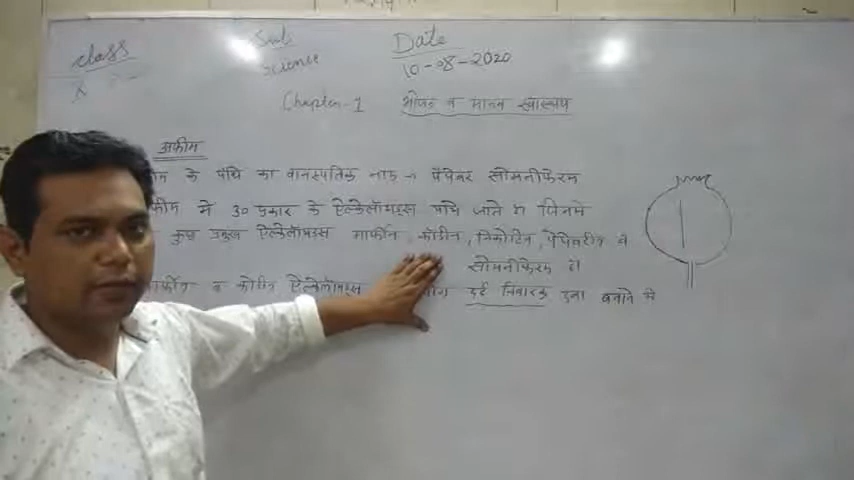 class Sub Date
X Science 10-08-2020
Chapter-1 भोजन व मानव स्वास्थ्य
अफीम
के पौधे का वानस्पतिक नाम → पैपेवर सोमनीफेरम
में 30 प्रकार के ऐल्केलॉयड्स पाये जाते है जिनमें
कुछ प्रमुख ऐल्केलॉयड्स मार्फीन, कोडीन, निकोटिन, पैपेवरीन व
सोमनीफेरम है
व कोडीन ऐल्केलॉयड्स दर्द निवारक दवा बनाने में